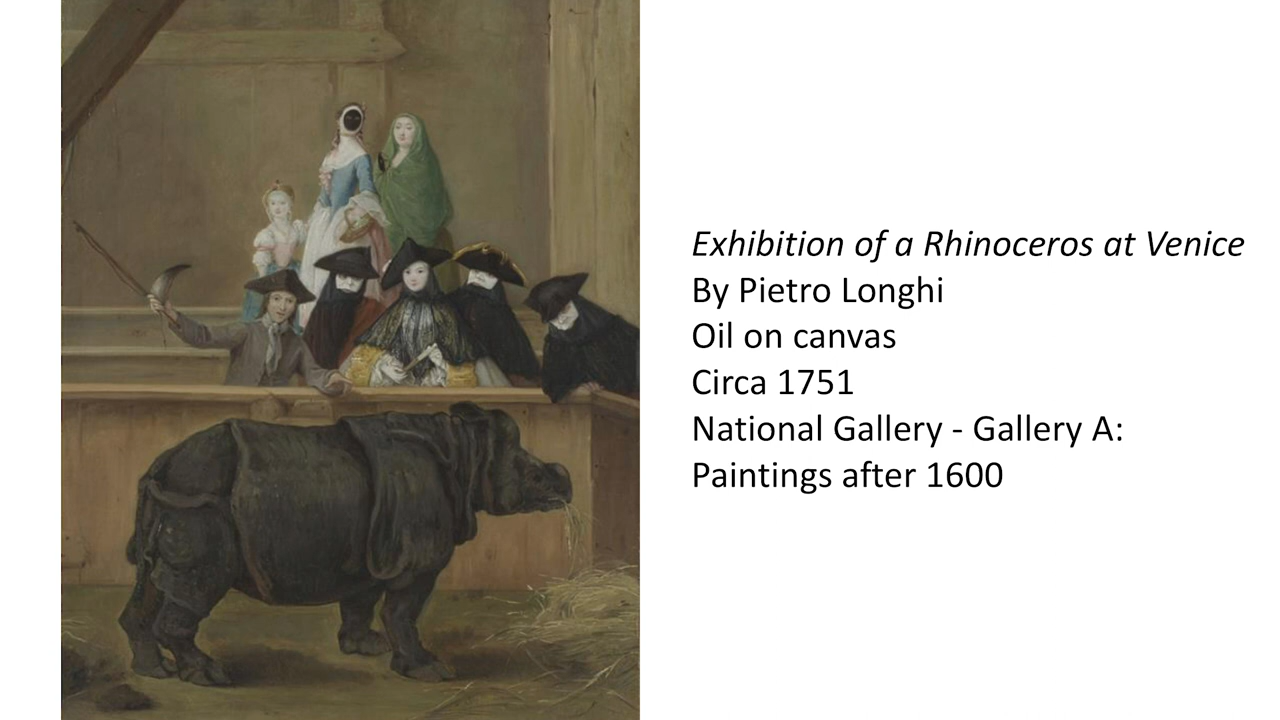 Exhibition of a Rhinoceros at Venice
By Pietro Longhi
Oil on canvas
Circa 1751
National Gallery - Gallery A:
Paintings after 1600